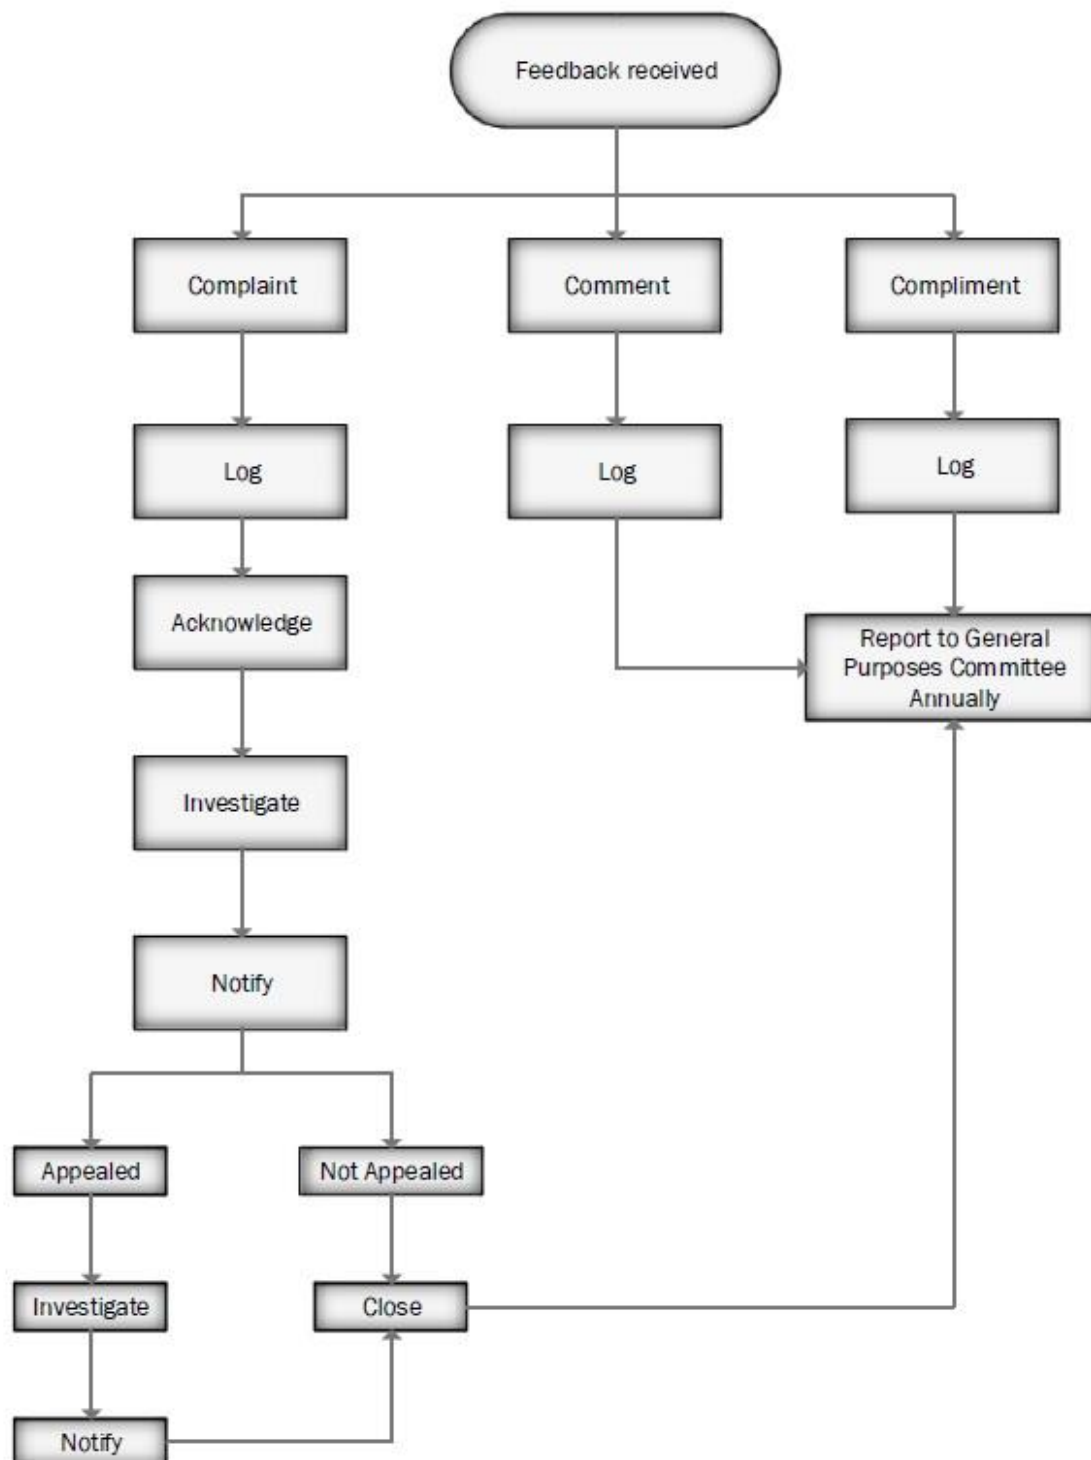 Feedback received
Complaint
Comment
Compliment
Log
Log
Log
Acknowledge
Report to General
Purposes Committee
Annually
Investigate
Notify
Appealed
Not Appealed
Investigate
Close
Notify